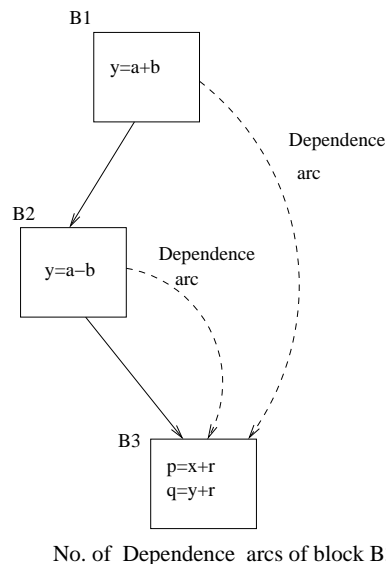 B1
y=a+b
Dependence
arc
B2
y=a−b
Dependence
arc
B3
p=x+r
q=y+r
No. of Dependence arcs of block B